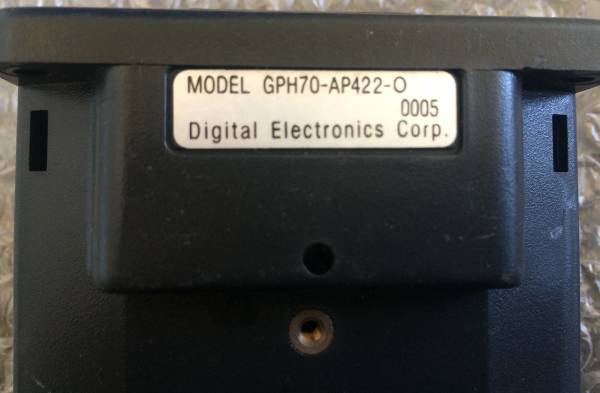 MODEL GPH70-AP422-O
0005
Digital Electronics Corp.